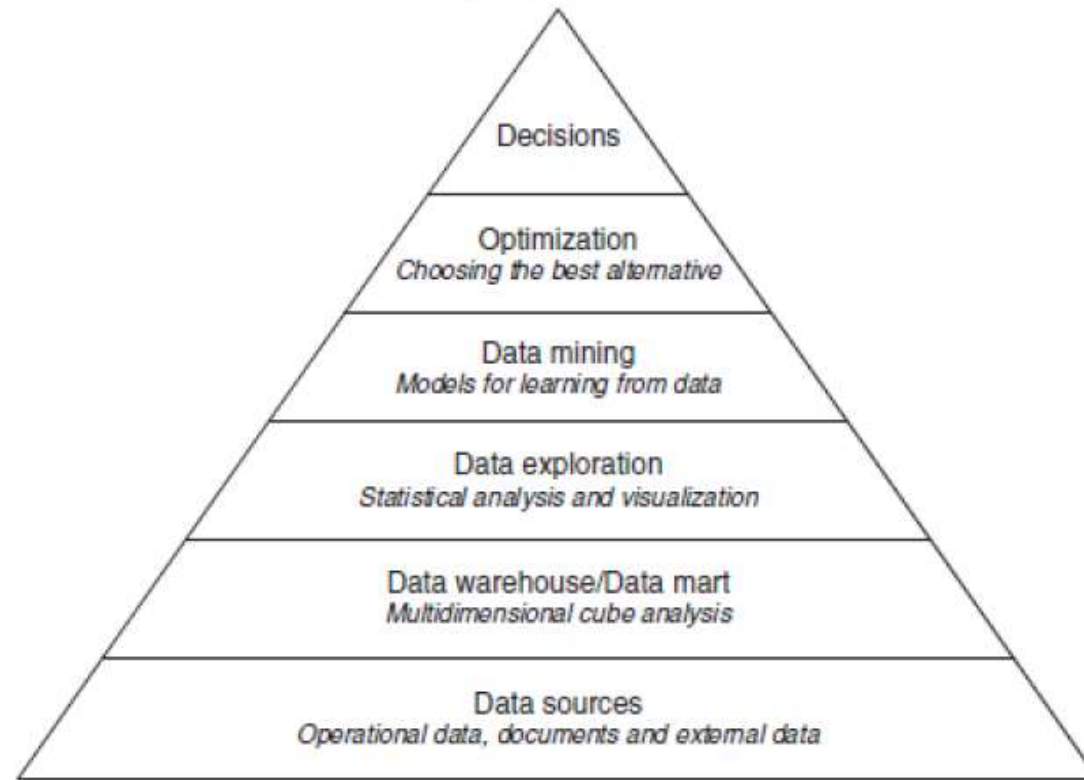 Decisions
Optimization
Choosing the best alternative
Data mining
Models for learning from data
Data exploration
Statistical analysis and visualization
Data warehouse/Data mart
Multidimensional cube analysis
Data sources
Operational data, documents and external data